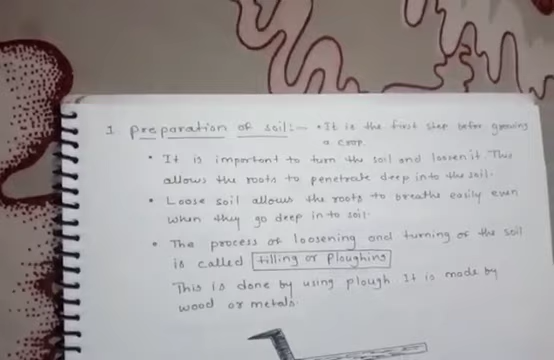 1 Preparation of soil:- • It is the first step befor growing
a crop.
• It is important to turn the soil and loosen it This
allows the roots to penetrate deep into the soil.
• Loose soil allows the roots to breathe easily even
when they go deep in to soil.
• The process of loosening and turning of the soil
is called tilling or Ploughing
This is done by using plough It is made by
wood or metals.